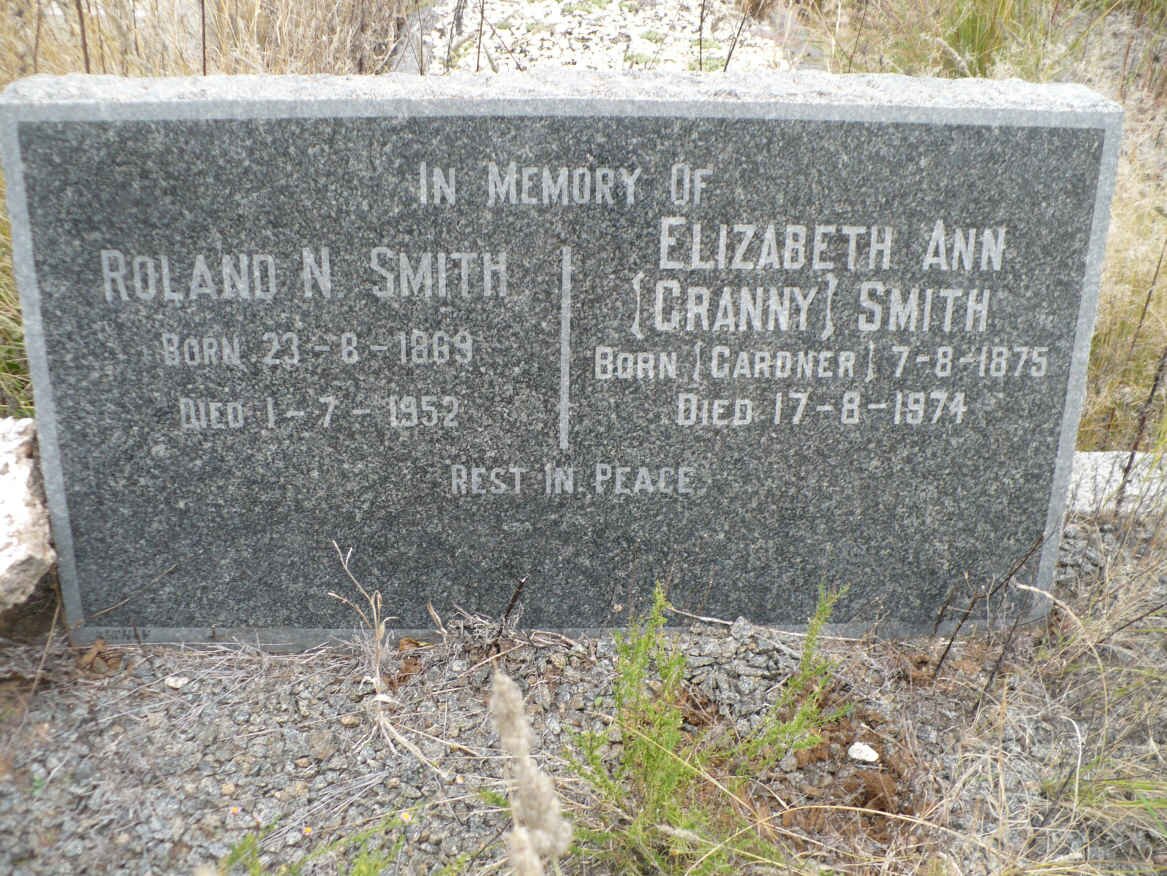 In Memory Of
Roland N Smith
Born 23-8-1869
Died 1-7-1952
Elizabeth Ann
[Granny] Smith
Born [Gardner] 7-8-1875
Died 17-8-1974
Rest In Peace